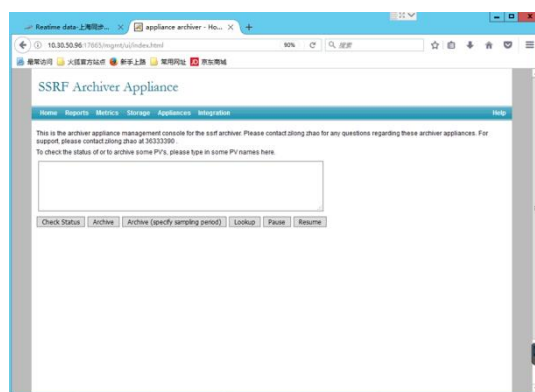 Reatime data-上海同步...
appliance archiver - Ho...
10.30.50.96:17665/mgmt/ui/index.html
90%
搜索
最常访问 火狐官方站点 新手上路 常用网址 京东商城
SSRF Archiver Appliance
Home Reports Metrics Storage Appliances Integration Help
This is the archiver appliance management console for the ssrf archiver. Please contact zlong.zhao for any questions regarding these archiver appliances. For
support, please contact zlong.zhao at 36333390 .
To check the status of or to archive some PV's, please type in some PV names here.
Check Status Archive Archive (specify sampling period) Lookup Pause Resume